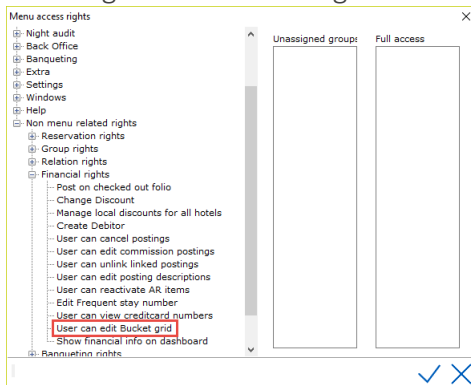 Menu access rights
Night audit
Back Office
Banqueting
Extra
Settings
Windows
Help
Non menu related rights
Reservation rights
Group rights
Relation rights
Financial rights
Post on checked out folio
Change Discount
Manage local discounts for all hotels
Create Debitor
User can cancel postings
User can edit commission postings
User can unlink linked postings
User can edit posting descriptions
User can reactivate AR items
Edit Frequent stay number
User can view creditcard numbers
User can edit Bucket grid
Show financial info on dashboard
Banqueting rights
Unassigned groups
Full access